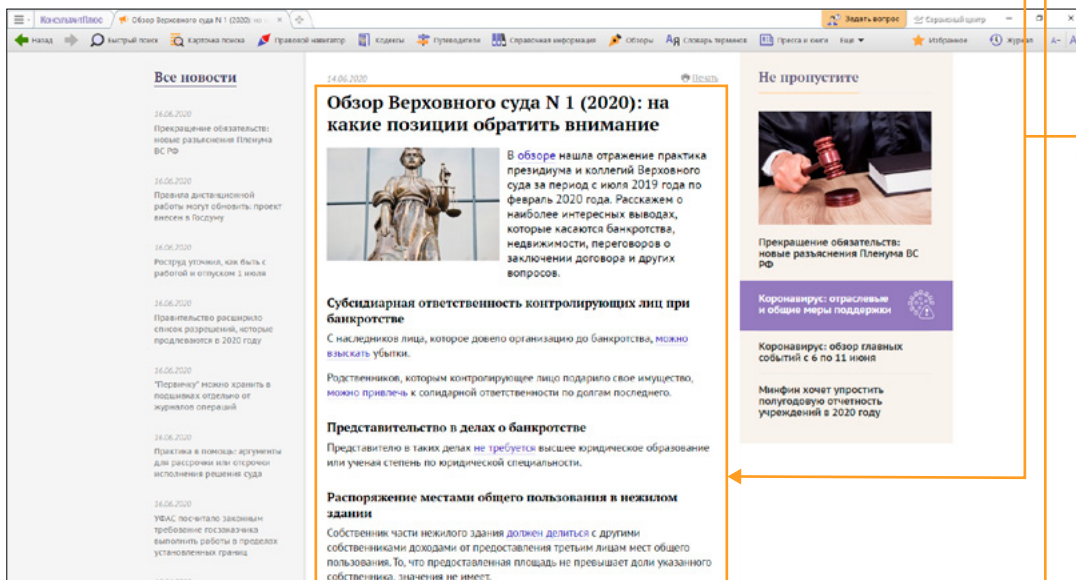 КонсультантПлюс
Обзор Верховного суда N 1 (2020): на
Задать вопрос
Сервисный центр
Назад
Быстрый поиск
Карточка поиска
Правовой навигатор
Кодексы
Путеводители
Справочная информация
Обзоры
Словарь терминов
Пресса и книги
Еще
Избранное
Журнал
А-
Все новости
16.06.2020
Прекращение обязательств:
новые разъяснения Пленума
ВС РФ
16.06.2020
Правила дистанционной
работы могут обновить: проект
внесен в Госдуму
16.06.2020
Роструд уточнил, как быть с
работой и отпуском 1 июля
16.06.2020
Правительство расширило
список разрешений, которые
продлеваются в 2020 году
16.06.2020
"Первичку" можно хранить в
подшивках отдельно от
журналов операций
16.06.2020
Практика в помощь: аргументы
для рассрочки или отсрочки
исполнения решения суда
16.06.2020
УФАС посчитало законным
требование госзаказчика
выполнить работы в пределах
установленных границ
14.06.2020
Печать
Обзор Верховного суда N 1 (2020): на
какие позиции обратить внимание
В обзоре нашла отражение практика
президиума и коллегий Верховного
суда за период с июля 2019 года по
февраль 2020 года. Расскажем о
наиболее интересных выводах,
которые касаются банкротства,
недвижимости, переговоров о
заключении договора и других
вопросов.
Субсидиарная ответственность контролирующих лиц при
банкротстве
С наследников лица, которое довело организацию до банкротства, можно
взыскать убытки.
Родственников, которым контролирующее лицо подарило свое имущество,
можно привлечь к солидарной ответственности по долгам последнего.
Представительство в делах о банкротстве
Представителю в таких делах не требуется высшее юридическое образование
или ученая степень по юридической специальности.
Распоряжение местами общего пользования в нежилом
здании
Собственник части нежилого здания должен делиться с другими
собственниками доходами от предоставления третьим лицам мест общего
пользования. То, что предоставленная площадь не превышает доли указанного
собственника, значения не имеет.
Не пропустите
Прекращение обязательств:
новые разъяснения Пленума ВС
РФ
Коронавирус: отраслевые
и общие меры поддержки
Коронавирус: обзор главных
событий с 6 по 11 июня
Минфин хочет упростить
полугодовую отчетность
учреждений в 2020 году